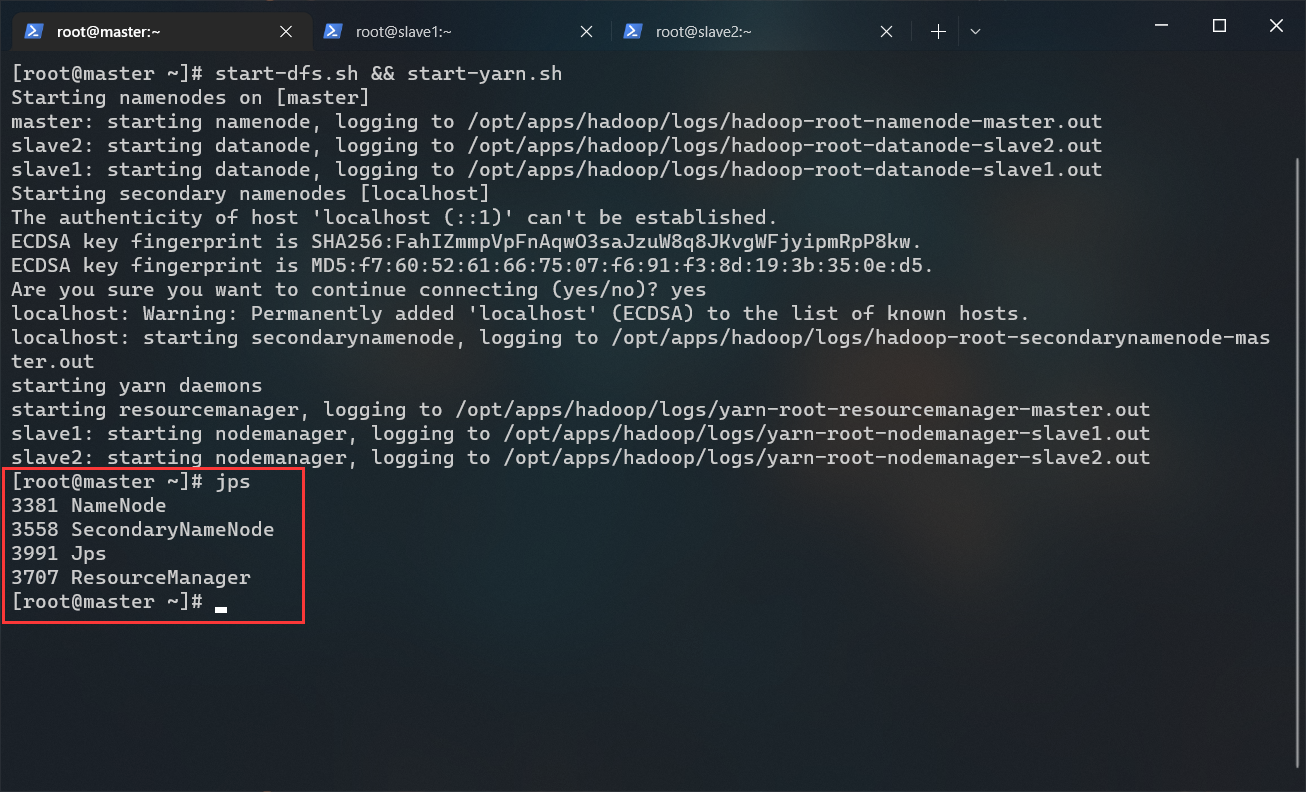 root@master:~
root@slave1:~
root@slave2:~
[root@master ~]# start-dfs.sh && start-yarn.sh
Starting namenodes on [master]
master: starting namenode, logging to /opt/apps/hadoop/logs/hadoop-root-namenode-master.out
slave2: starting datanode, logging to /opt/apps/hadoop/logs/hadoop-root-datanode-slave2.out
slave1: starting datanode, logging to /opt/apps/hadoop/logs/hadoop-root-datanode-slave1.out
Starting secondary namenodes [localhost]
The authenticity of host 'localhost (::1)' can't be established.
ECDSA key fingerprint is SHA256:FahIZmmpVpFnAqwO3saJzuW8q8JKvgWFjyipmRpP8kw.
ECDSA key fingerprint is MD5:f7:60:52:61:66:75:07:f6:91:f3:8d:19:3b:35:0e:d5.
Are you sure you want to continue connecting (yes/no)? yes
localhost: Warning: Permanently added 'localhost' (ECDSA) to the list of known hosts.
localhost: starting secondarynamenode, logging to /opt/apps/hadoop/logs/hadoop-root-secondarynamenode-mas
ter.out
starting yarn daemons
starting resourcemanager, logging to /opt/apps/hadoop/logs/yarn-root-resourcemanager-master.out
slave1: starting nodemanager, logging to /opt/apps/hadoop/logs/yarn-root-nodemanager-slave1.out
slave2: starting nodemanager, logging to /opt/apps/hadoop/logs/yarn-root-nodemanager-slave2.out
[root@master ~]# jps
3381 NameNode
3558 SecondaryNameNode
3991 Jps
3707 ResourceManager
[root@master ~]#